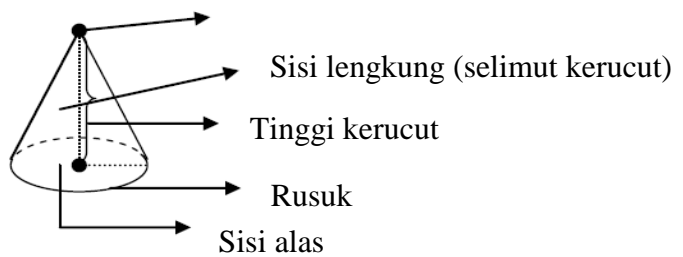 Sisi lengkung (selimut kerucut)
Tinggi kerucut
Rusuk
Sisi alas